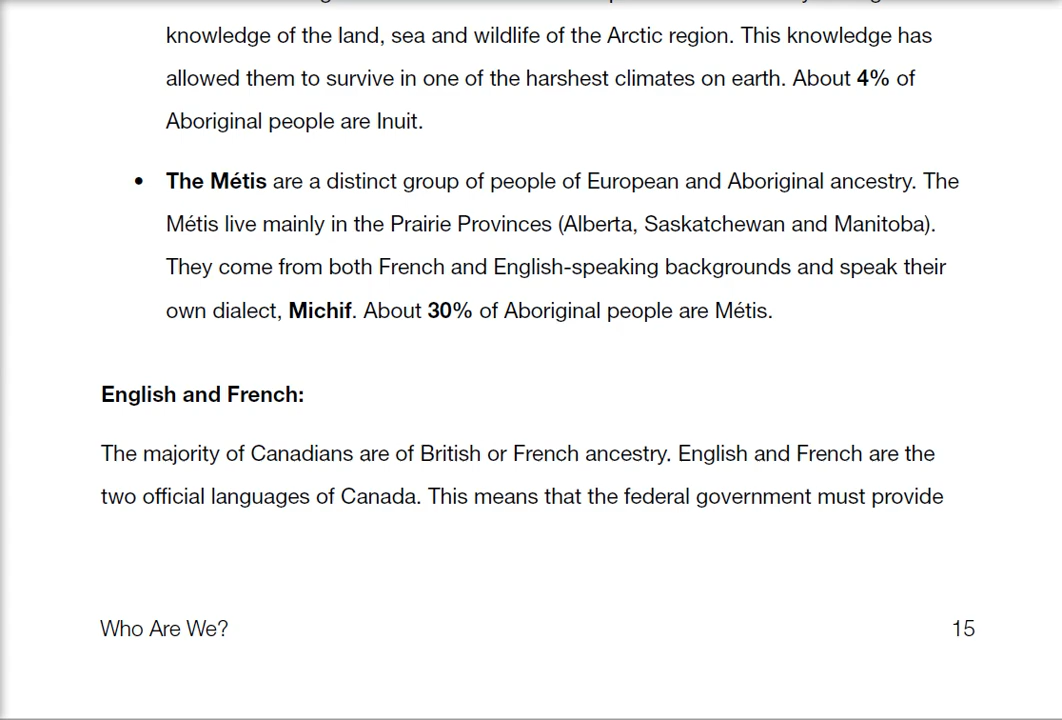 knowledge of the land, sea and wildlife of the Arctic region. This knowledge has
allowed them to survive in one of the harshest climates on earth. About 4% of
Aboriginal people are Inuit.
• The Métis are a distinct group of people of European and Aboriginal ancestry. The
Métis live mainly in the Prairie Provinces (Alberta, Saskatchewan and Manitoba).
They come from both French and English-speaking backgrounds and speak their
own dialect, Michif. About 30% of Aboriginal people are Métis.
English and French:
The majority of Canadians are of British or French ancestry. English and French are the
two official languages of Canada. This means that the federal government must provide
Who Are We? 15